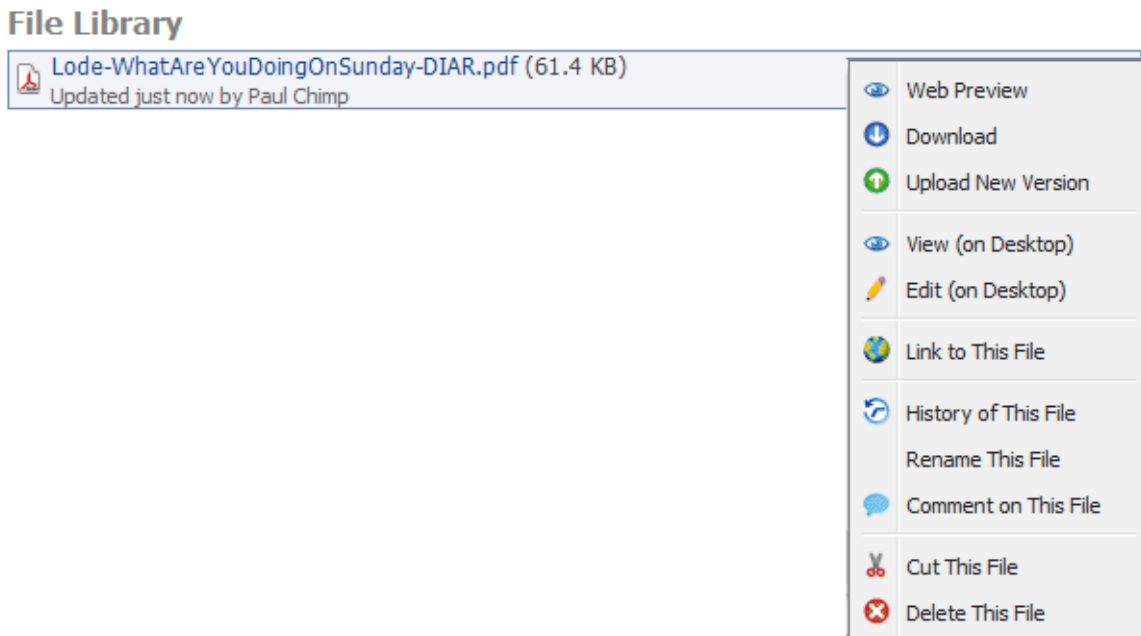 File Library
Lode-WhatAreYouDoingOnSunday-DIAR.pdf (61.4 KB)
Updated just now by Paul Chimp
Web Preview
Download
Upload New Version
View (on Desktop)
Edit (on Desktop)
Link to This File
History of This File
Rename This File
Comment on This File
Cut This File
Delete This File